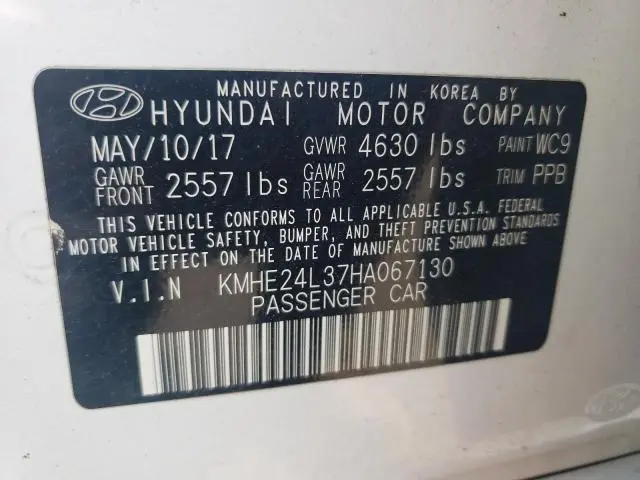 MANUFACTURED IN KOREA BY
HYUNDAI MOTOR COMPANY
MAY/10/17 GVWR 4630 lbs PAINT WC9
GAWR FRONT 2557 lbs GAWR REAR 2557 lbs TRIM PPB
THIS VEHICLE CONFORMS TO ALL APPLICABLE U.S.A. FEDERAL
MOTOR VEHICLE SAFETY, BUMPER, AND THEFT PREVENTION STANDARDS
IN EFFECT ON THE DATE OF MANUFACTURE SHOWN ABOVE.
V.I.N KMHE24L37HA067130
PASSENGER CAR